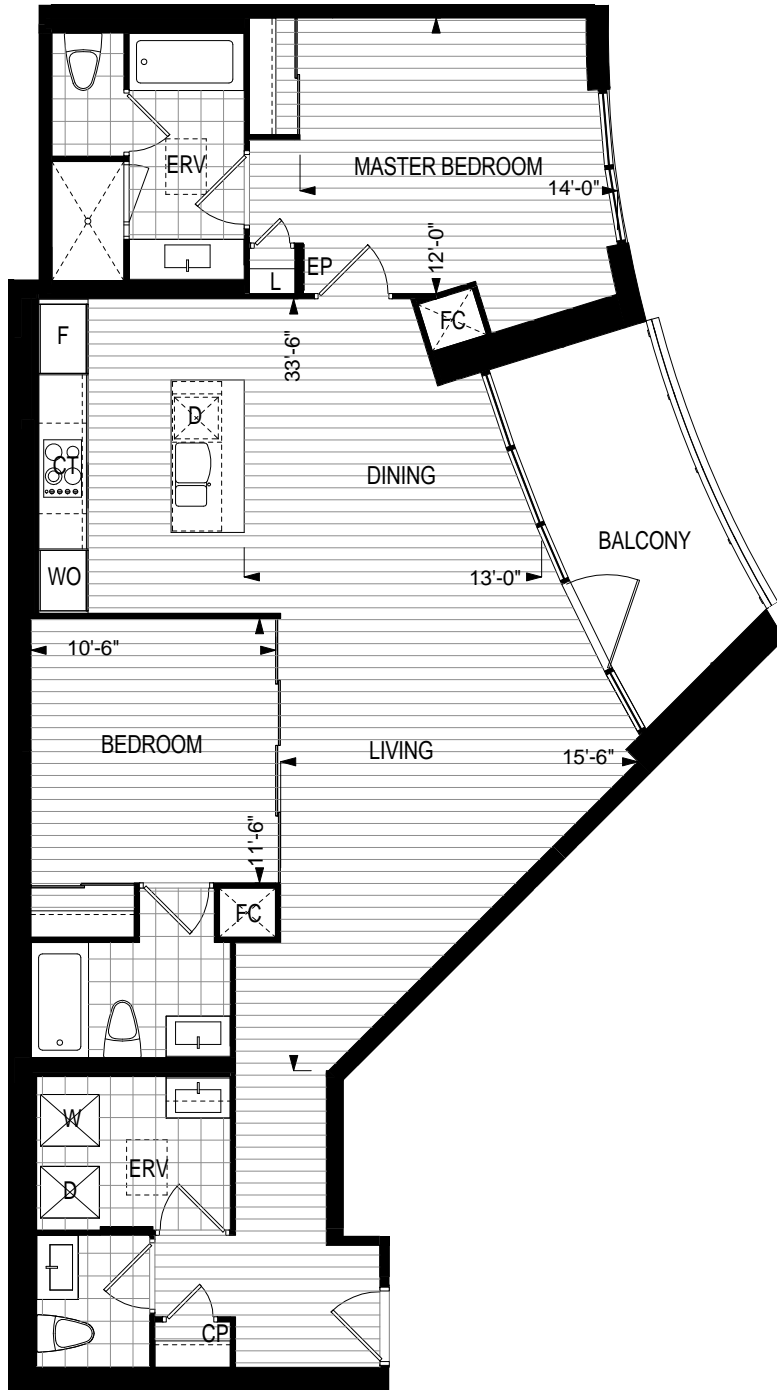 ERV
MASTER BEDROOM
14'-0"
12'-0"
EP
L
FC
F
33'-6"
D
CT
DINING
BALCONY
WO
13'-0"
10'-6"
BEDROOM
LIVING
15'-6"
11'-6"
FC
W
ERV
D
CP